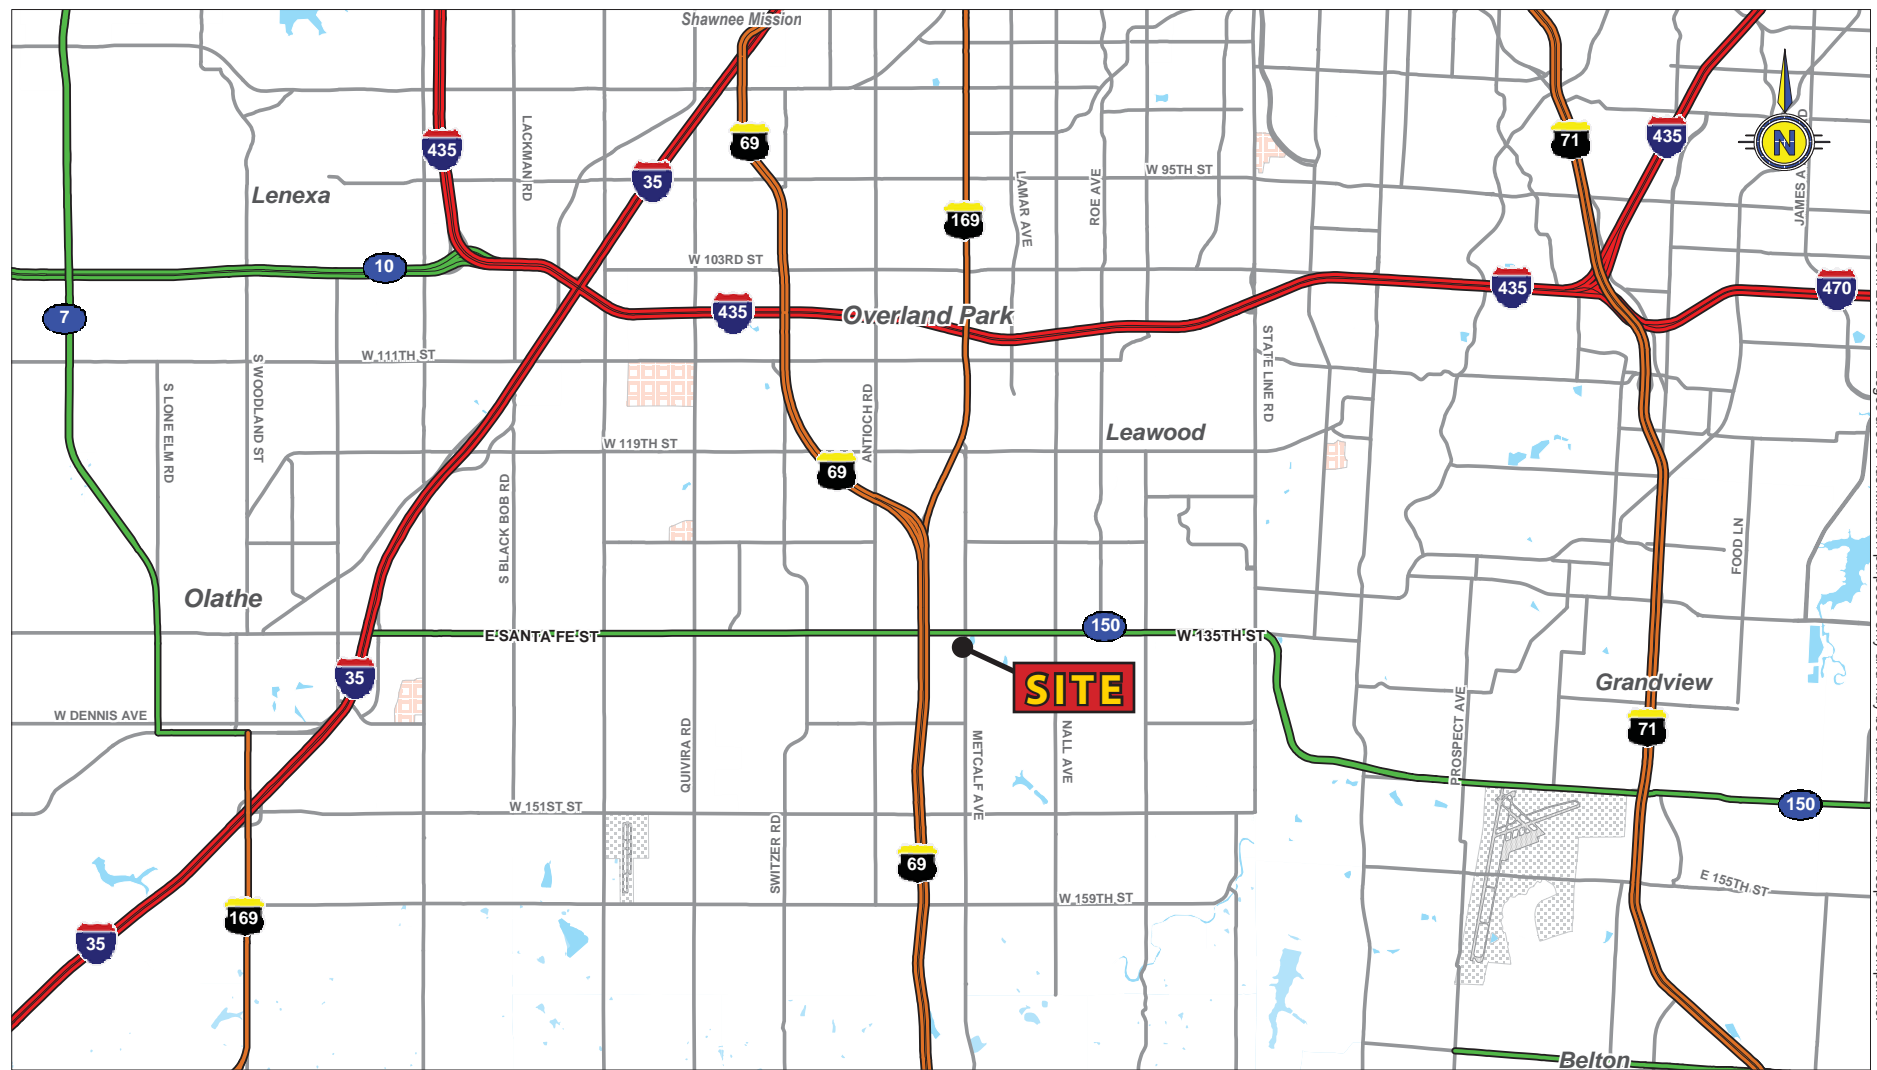 Shawnee Mission
435
LACKMAN RD
35
69
169
LAMAR AVE
ROE AVE
W 95TH ST
71
435
N
Lenexa
10
W 103RD ST
435
Overland Park
435
470
7
W 111TH ST
S LONE ELM RD
S WOODLAND ST
ANTIOCH RD
STATE LINE RD
W 119TH ST
69
Leawood
S BLACK BOB RD
FOOD LN
Olathe
E SANTA FE ST
150
W 135TH ST
35
SITE
Grandview
W DENNIS AVE
QUIVIRA RD
METCALF AVE
NALL AVE
PROSPECT AVE
71
W 151ST ST
150
SWITZER RD
69
E 155TH ST
W 159TH ST
169
35
Belton